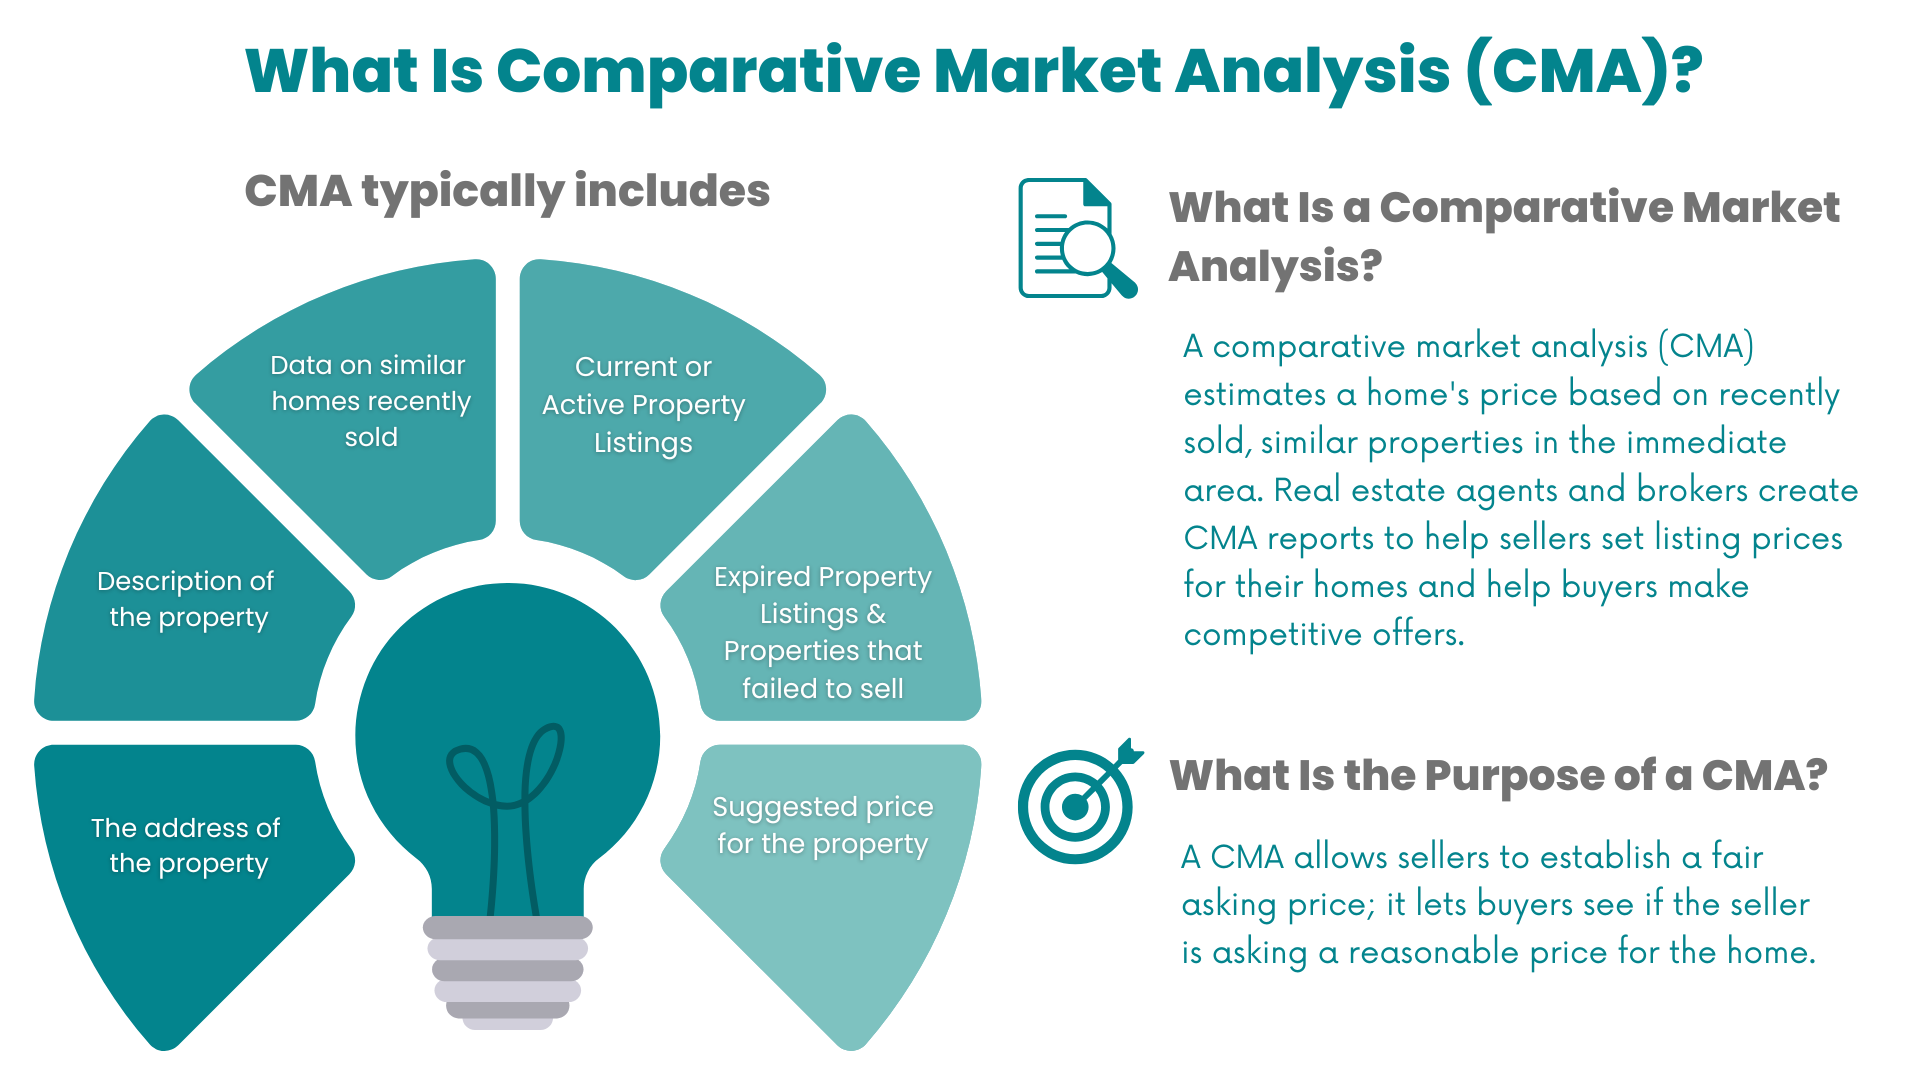 What Is Comparative Market Analysis (CMA)?
CMA typically includes
The address of
the property
Description of
the property
Data on similar
homes recently
sold
Current or
Active Property
Listings
Expired Property
Listings &
Properties that
failed to sell
Suggested price
for the property
What Is a Comparative Market
Analysis?
A comparative market analysis (CMA)
estimates a home's price based on recently
sold, similar properties in the immediate
area. Real estate agents and brokers create
CMA reports to help sellers set listing prices
for their homes and help buyers make
competitive offers.
What Is the Purpose of a CMA?
A CMA allows sellers to establish a fair
asking price; it lets buyers see if the seller
is asking a reasonable price for the home.